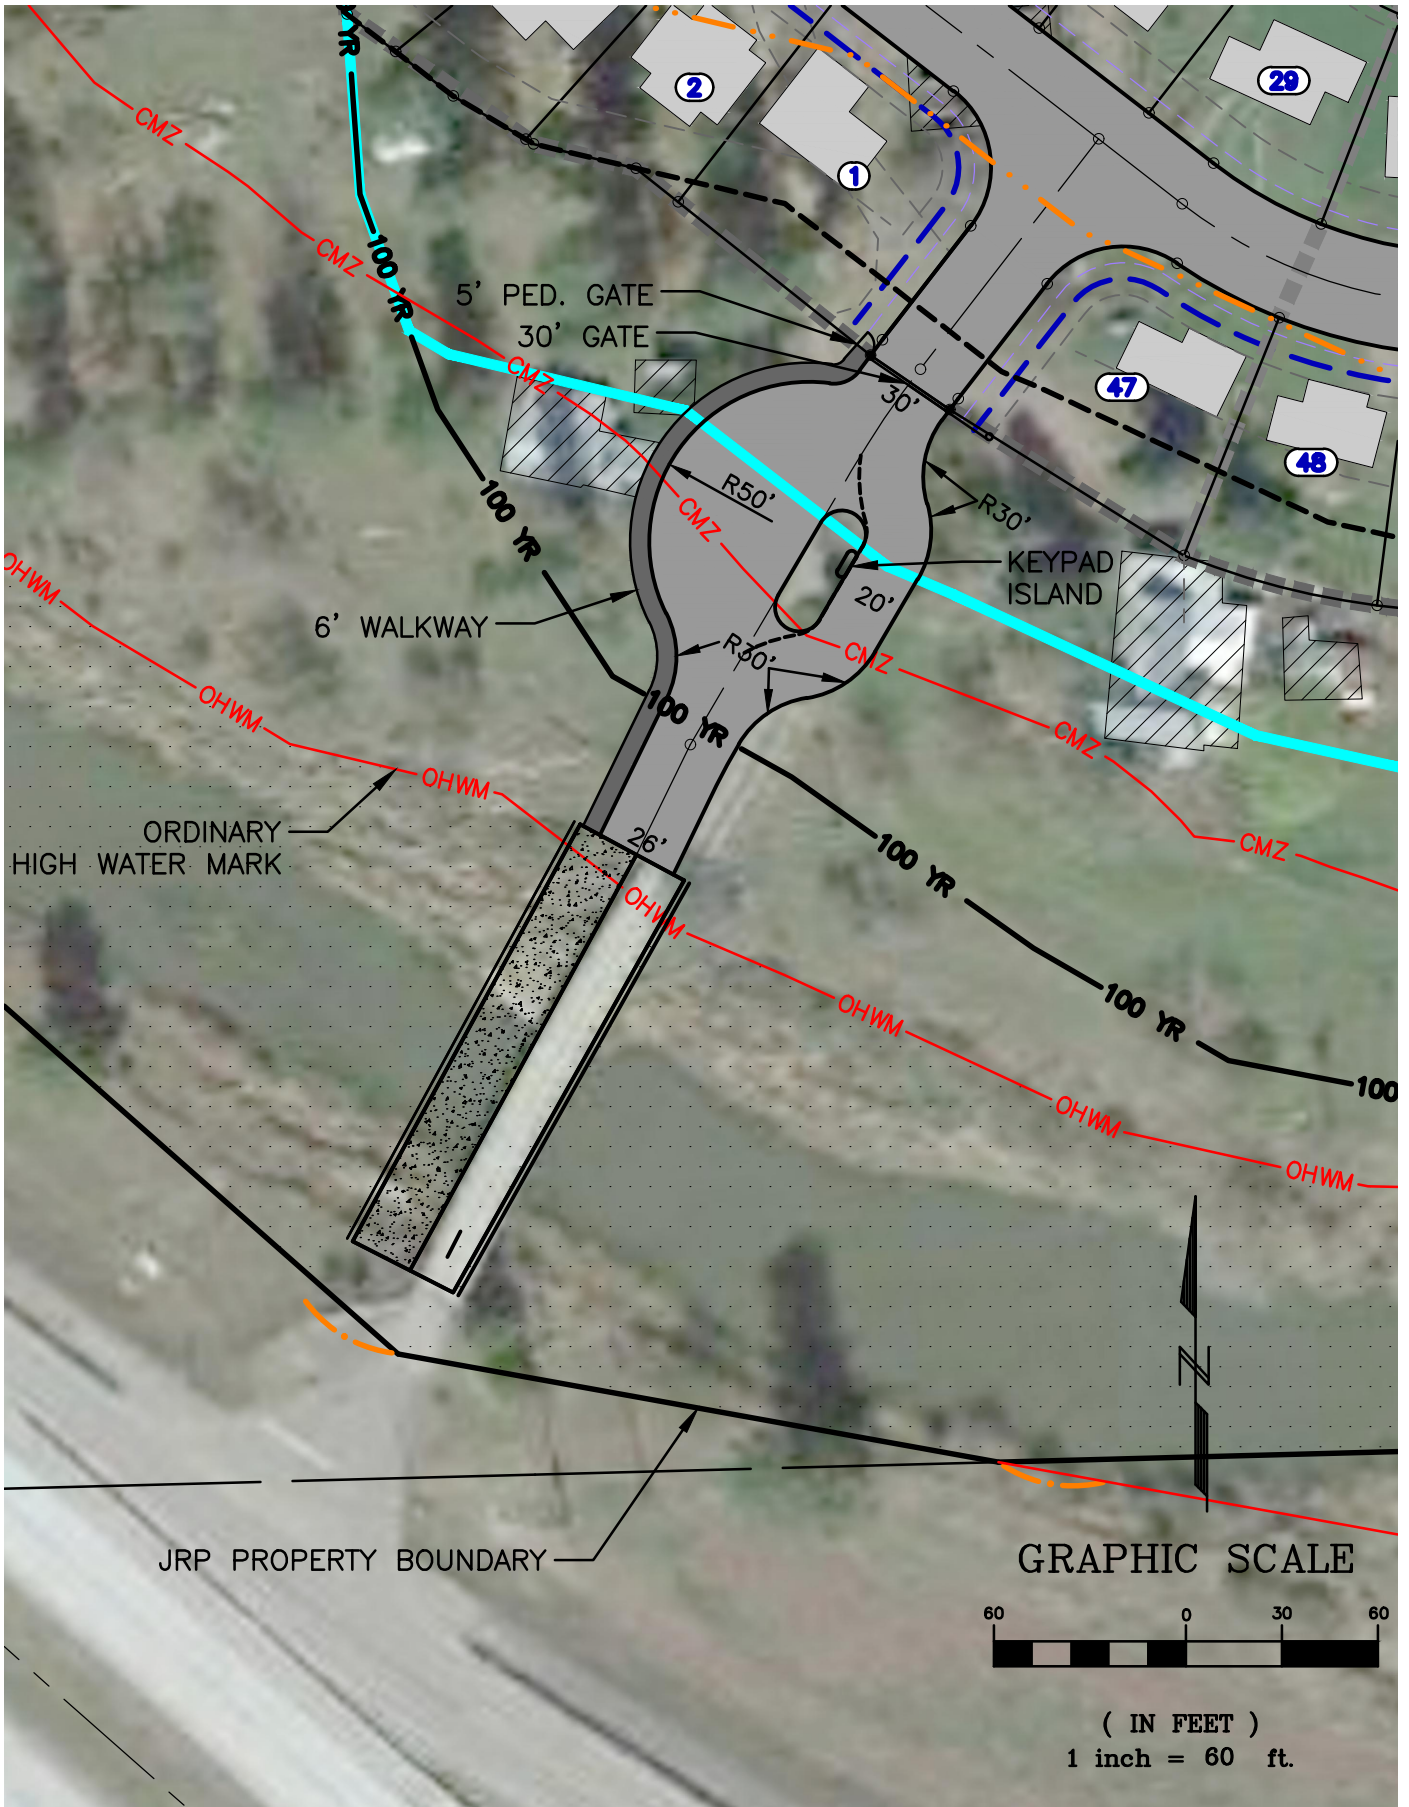 YR
2
29
CMZ
1
100 YR
CMZ
5' PED. GATE
30' GATE
CMZ
47
30'
48
R50'
100 YR
CMZ
R30'
KEYPAD
ISLAND
OHWM
20'
6' WALKWAY
R30'
CMZ
OHWM
100 YR
CMZ
OHWM
ORDINARY
HIGH WATER MARK
26'
CMZ
100 YR
OHWM
OHWM
100 YR
100
OHWM
OHWM
N
JRP PROPERTY BOUNDARY
GRAPHIC SCALE
60 0 30 60
( IN FEET )
1 inch = 60 ft.